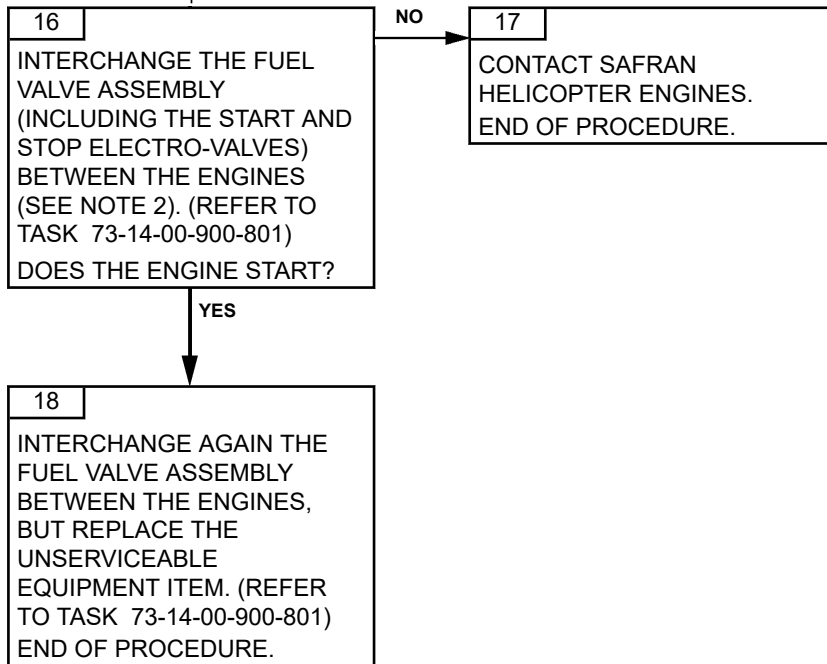 16
INTERCHANGE THE FUEL
VALVE ASSEMBLY
(INCLUDING THE START AND
STOP ELECTRO-VALVES)
BETWEEN THE ENGINES
(SEE NOTE 2). (REFER TO
TASK  73-14-00-900-801)
DOES THE ENGINE START?
NO
17
CONTACT SAFRAN
HELICOPTER ENGINES.
END OF PROCEDURE.
YES
18
INTERCHANGE AGAIN THE
FUEL VALVE ASSEMBLY
BETWEEN THE ENGINES,
BUT REPLACE THE
UNSERVICEABLE
EQUIPMENT ITEM. (REFER
TO TASK  73-14-00-900-801)
END OF PROCEDURE.